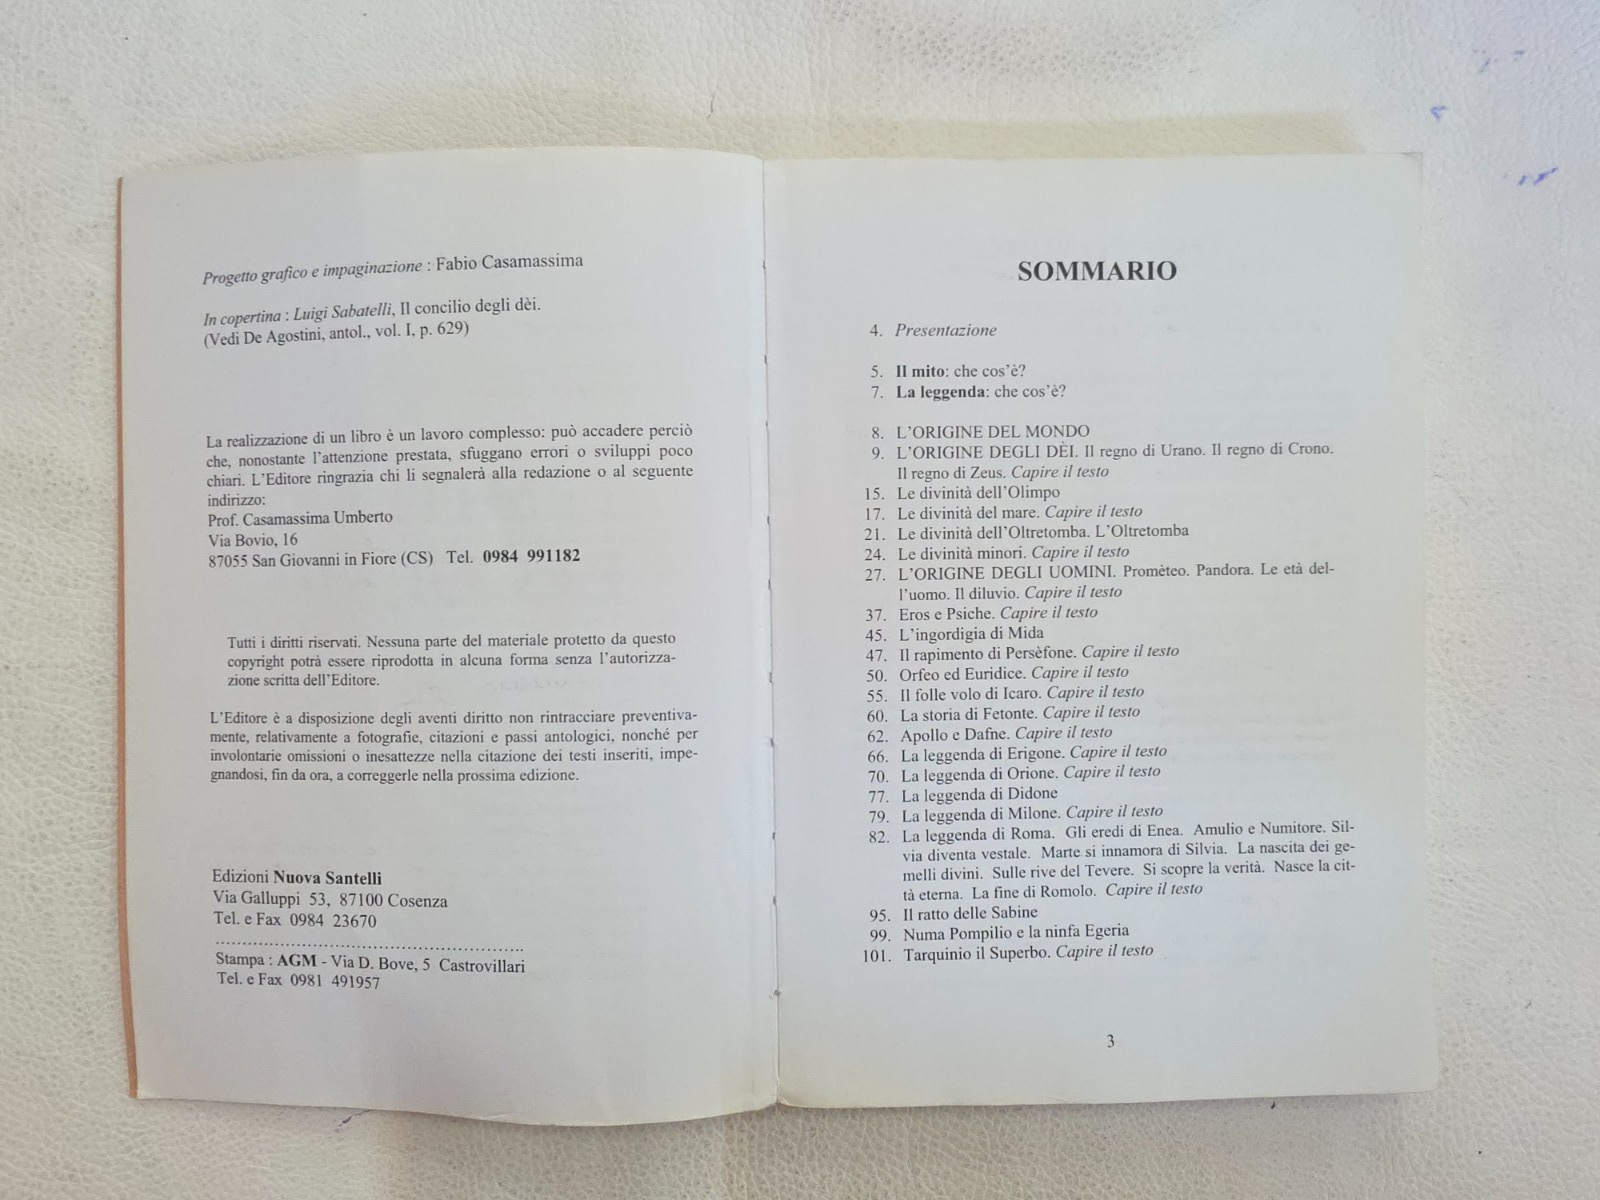 Progetto grafico e impaginazione : Fabio Casamassima
In copertina : Luigi Sabatelli, Il concilio degli dèi.
(Vedi De Agostini, antol., vol. I, p. 629)
La realizzazione di un libro è un lavoro complesso: può accadere perciò
che, nonostante l'attenzione prestata, sfuggano errori o sviluppi poco
chiari. L'Editore ringrazia chi li segnalerà alla redazione o al seguente
indirizzo:
Prof. Casamassima Umberto
Via Bovio, 16
87055 San Giovanni in Fiore (CS) Tel. 0984 991182
Tutti i diritti riservati. Nessuna parte del materiale protetto da questo
copyright potrà essere riprodotta in alcuna forma senza l'autorizza-
zione scritta dell'Editore.
L'Editore è a disposizione degli aventi diritto non rintracciare preventiva-
mente, relativamente a fotografie, citazioni e passi antologici, nonché per
involontarie omissioni o inesattezze nella citazione dei testi inseriti, impe-
gnandosi, fin da ora, a correggerle nella prossima edizione.
Edizioni Nuova Santelli
Via Galluppi 53, 87100 Cosenza
Tel. e Fax 0984 23670
Stampa : AGM - Via D. Bove, 5 Castrovillari
Tel. e Fax 0981 491957
SOMMARIO
4. Presentazione
5. Il mito: che cos'è?
7. La leggenda: che cos'è?
8. L'ORIGINE DEL MONDO
9. L'ORIGINE DEGLI DÈI. Il regno di Urano. Il regno di Crono.
Il regno di Zeus. Capire il testo
15. Le divinità dell'Olimpo
17. Le divinità del mare. Capire il testo
21. Le divinità dell'Oltretomba. L'Oltretomba
24. Le divinità minori. Capire il testo
27. L'ORIGINE DEGLI UOMINI. Promèteo. Pandora. Le età del-
l'uomo. Il diluvio. Capire il testo
37. Eros e Psiche. Capire il testo
45. L'ingordigia di Mida
47. Il rapimento di Persèfone. Capire il testo
50. Orfeo ed Euridice. Capire il testo
55. Il folle volo di Icaro. Capire il testo
60. La storia di Fetonte. Capire il testo
62. Apollo e Dafne. Capire il testo
66. La leggenda di Erigone. Capire il testo
70. La leggenda di Orione. Capire il testo
77. La leggenda di Didone
79. La leggenda di Milone. Capire il testo
82. La leggenda di Roma. Gli eredi di Enea. Amulio e Numitore. Sil-
via diventa vestale. Marte si innamora di Silvia. La nascita dei ge-
melli divini. Sulle rive del Tevere. Si scopre la verità. Nasce la cit-
tà eterna. La fine di Romolo. Capire il testo
95. Il ratto delle Sabine
99. Numa Pompilio e la ninfa Egeria
101. Tarquinio il Superbo. Capire il testo
3